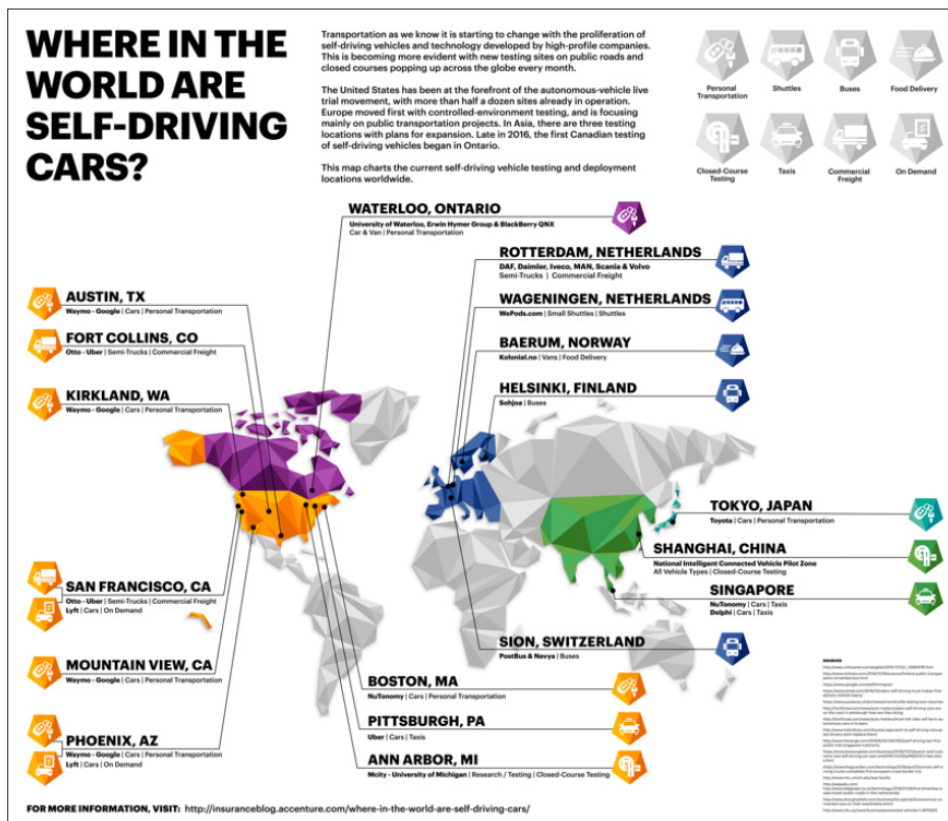 WHERE IN THE
WORLD ARE
SELF-DRIVING
CARS?
Transportation as we know it is starting to change with the proliferation of
self-driving vehicles and technology developed by high-profile companies.
This is becoming more evident with new testing sites on public roads and
closed courses popping up across the globe every month.
The United States has been at the forefront of the autonomous-vehicle live
trial movement, with more than half a dozen sites already in operation.
Europe moved first with controlled-environment testing, and is focusing
mainly on public transportation projects. In Asia, there are three testing
locations with plans for expansion. Late in 2016, the first Canadian testing
of self-driving vehicles began in Ontario.
This map charts the current self-driving vehicle testing and deployment
locations worldwide.
Personal
Transportation
Shuttles
Buses
Food Delivery
Closed-Course
Testing
Taxis
Commercial
Freight
On Demand
WATERLOO, ONTARIO
University of Waterloo, Erwin Hymer Group & BlackBerry QNX
Car & Van | Personal Transportation
ROTTERDAM, NETHERLANDS
DAF, Daimler, Iveco, MAN, Scania & Volvo
Semi-Trucks | Commercial Freight
WAGENINGEN, NETHERLANDS
WePods.com | Small Shuttles | Shuttles
BAERUM, NORWAY
Kolonial.no | Vans | Food Delivery
HELSINKI, FINLAND
Sohjoa | Buses
AUSTIN, TX
Waymo - Google | Cars | Personal Transportation
FORT COLLINS, CO
Otto - Uber | Semi-Trucks | Commercial Freight
KIRKLAND, WA
Waymo - Google | Cars | Personal Transportation
TOKYO, JAPAN
Toyota | Cars | Personal Transportation
SHANGHAI, CHINA
National Intelligent Connected Vehicle Pilot Zone
All Vehicle Types | Closed-Course Testing
SINGAPORE
NuTonomy | Cars | Taxis
Delphi | Cars | Taxis
SAN FRANCISCO, CA
Otto - Uber | Semi-Trucks | Commercial Freight
Lyft | Cars | On Demand
MOUNTAIN VIEW, CA
Waymo - Google | Cars | Personal Transportation
PHOENIX, AZ
Waymo - Google | Cars | Personal Transportation
Lyft | Cars | On Demand
SION, SWITZERLAND
PostBus & Navya | Buses
BOSTON, MA
NuTonomy | Cars | Personal Transportation
PITTSBURGH, PA
Uber | Cars | Taxis
ANN ARBOR, MI
Mcity - University of Michigan | Research / Testing | Closed-Course Testing
SOURCES
FOR MORE INFORMATION, VISIT: http://insuranceblog.accenture.com/where-in-the-world-are-self-driving-cars/